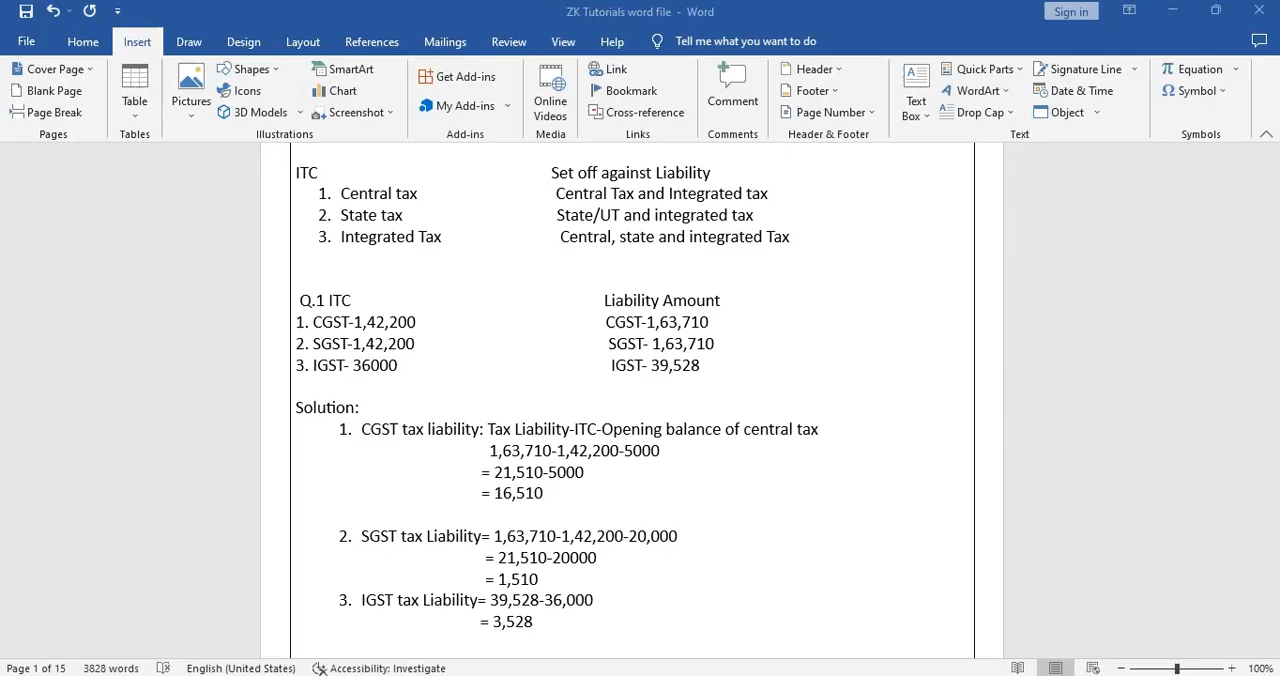 ZK Tutorials word file - Word
Sign in
File Home Insert Draw Design Layout References Mailings Review View Help Tell me what you want to do
Cover Page
Blank Page
Page Break
Pages
Table
Tables
Pictures
Shapes
Icons
3D Models
SmartArt
Chart
Screenshot
Illustrations
Get Add-ins
My Add-ins
Add-ins
Online
Videos
Media
Link
Bookmark
Cross-reference
Links
Comment
Comments
Header
Footer
Page Number
Header & Footer
Text
Box
Quick Parts
WordArt
Drop Cap
Signature Line
Date & Time
Object
Text
Equation
Symbol
Symbols
ITC Set off against Liability
1. Central tax Central Tax and Integrated tax
2. State tax State/UT and integrated tax
3. Integrated Tax Central, state and integrated Tax
Q.1 ITC Liability Amount
1. CGST-1,42,200 CGST-1,63,710
2. SGST-1,42,200 SGST- 1,63,710
3. IGST- 36000 IGST- 39,528
Solution:
1. CGST tax liability: Tax Liability-ITC-Opening balance of central tax
1,63,710-1,42,200-5000
= 21,510-5000
= 16,510
2. SGST tax Liability= 1,63,710-1,42,200-20,000
= 21,510-20000
= 1,510
3. IGST tax Liability= 39,528-36,000
= 3,528
Page 1 of 15 3828 words English (United States) Accessibility: Investigate 100%